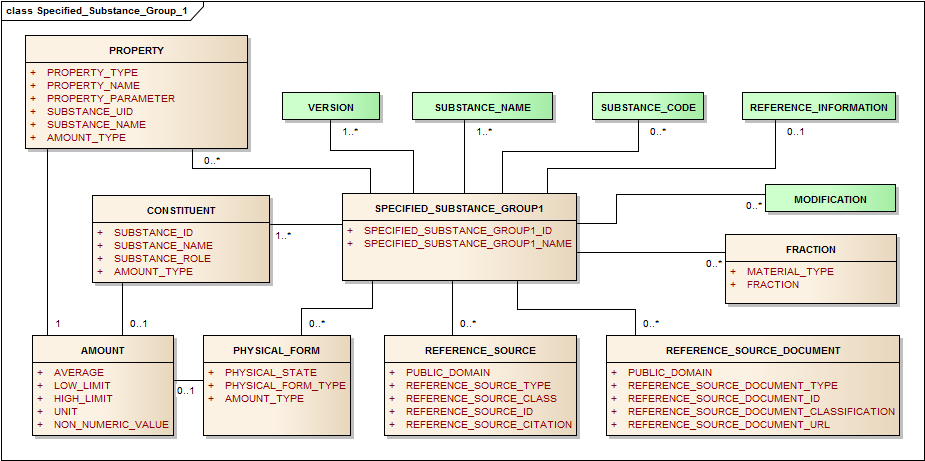 class Specified_Substance_Group_1
PROPERTY
+ PROPERTY_TYPE
+ PROPERTY_NAME
+ PROPERTY_PARAMETER
+ SUBSTANCE_UID
+ SUBSTANCE_NAME
+ AMOUNT_TYPE
VERSION
SUBSTANCE_NAME
SUBSTANCE_CODE
REFERENCE_INFORMATION
1..*
1..*
0..*
0..1
0..*
CONSTITUENT
+ SUBSTANCE_ID
+ SUBSTANCE_NAME
+ SUBSTANCE_ROLE
+ AMOUNT_TYPE
1..*
SPECIFIED_SUBSTANCE_GROUP1
+ SPECIFIED_SUBSTANCE_GROUP1_ID
+ SPECIFIED_SUBSTANCE_GROUP1_NAME
0..*
MODIFICATION
0..*
FRACTION
+ MATERIAL_TYPE
+ FRACTION
1
0..1
0..*
0..*
0..*
AMOUNT
+ AVERAGE
+ LOW_LIMIT
+ HIGH_LIMIT
+ UNIT
+ NON_NUMERIC_VALUE
0..1
PHYSICAL_FORM
+ PHYSICAL_STATE
+ PHYSICAL_FORM_TYPE
+ AMOUNT_TYPE
REFERENCE_SOURCE
+ PUBLIC_DOMAIN
+ REFERENCE_SOURCE_TYPE
+ REFERENCE_SOURCE_CLASS
+ REFERENCE_SOURCE_ID
+ REFERENCE_SOURCE_CITATION
REFERENCE_SOURCE_DOCUMENT
+ PUBLIC_DOMAIN
+ REFERENCE_SOURCE_DOCUMENT_TYPE
+ REFERENCE_SOURCE_DOCUMENT_ID
+ REFERENCE_SOURCE_DOCUMENT_CLASSIFICATION
+ REFERENCE_SOURCE_DOCUMENT_URL